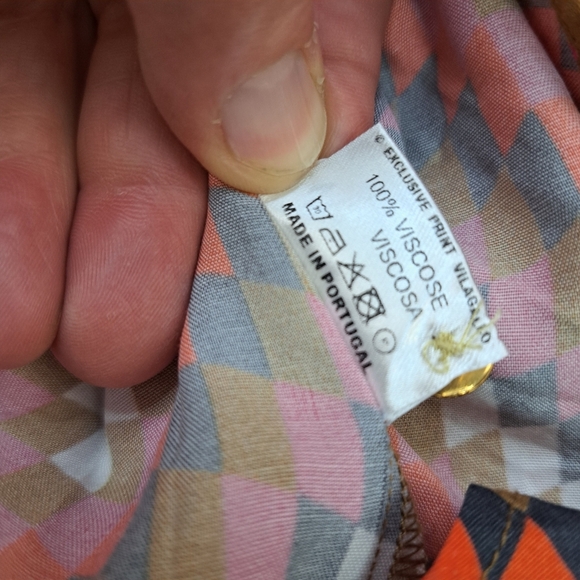 © EXCLUSIVE PRINT VILAGALLO
100% VISCOSE
VISCOSA
MADE IN PORTUGAL